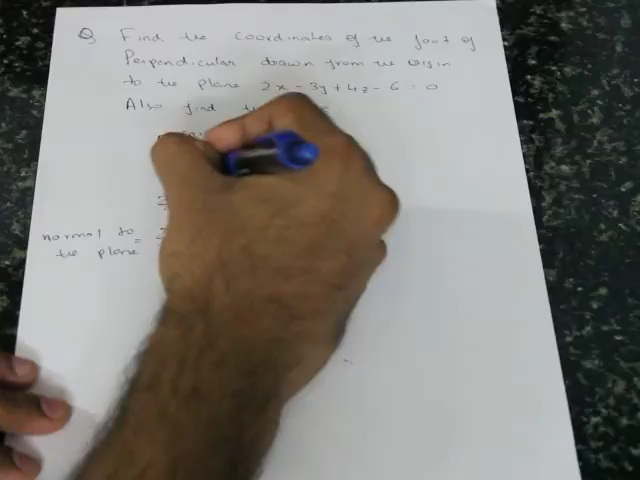 Q Find the coordinates of the foot of
Perpendicular drawn from the origin
to the plane 2x - 3y + 4z - 6 = 0
Also find the
normal to =
the plane